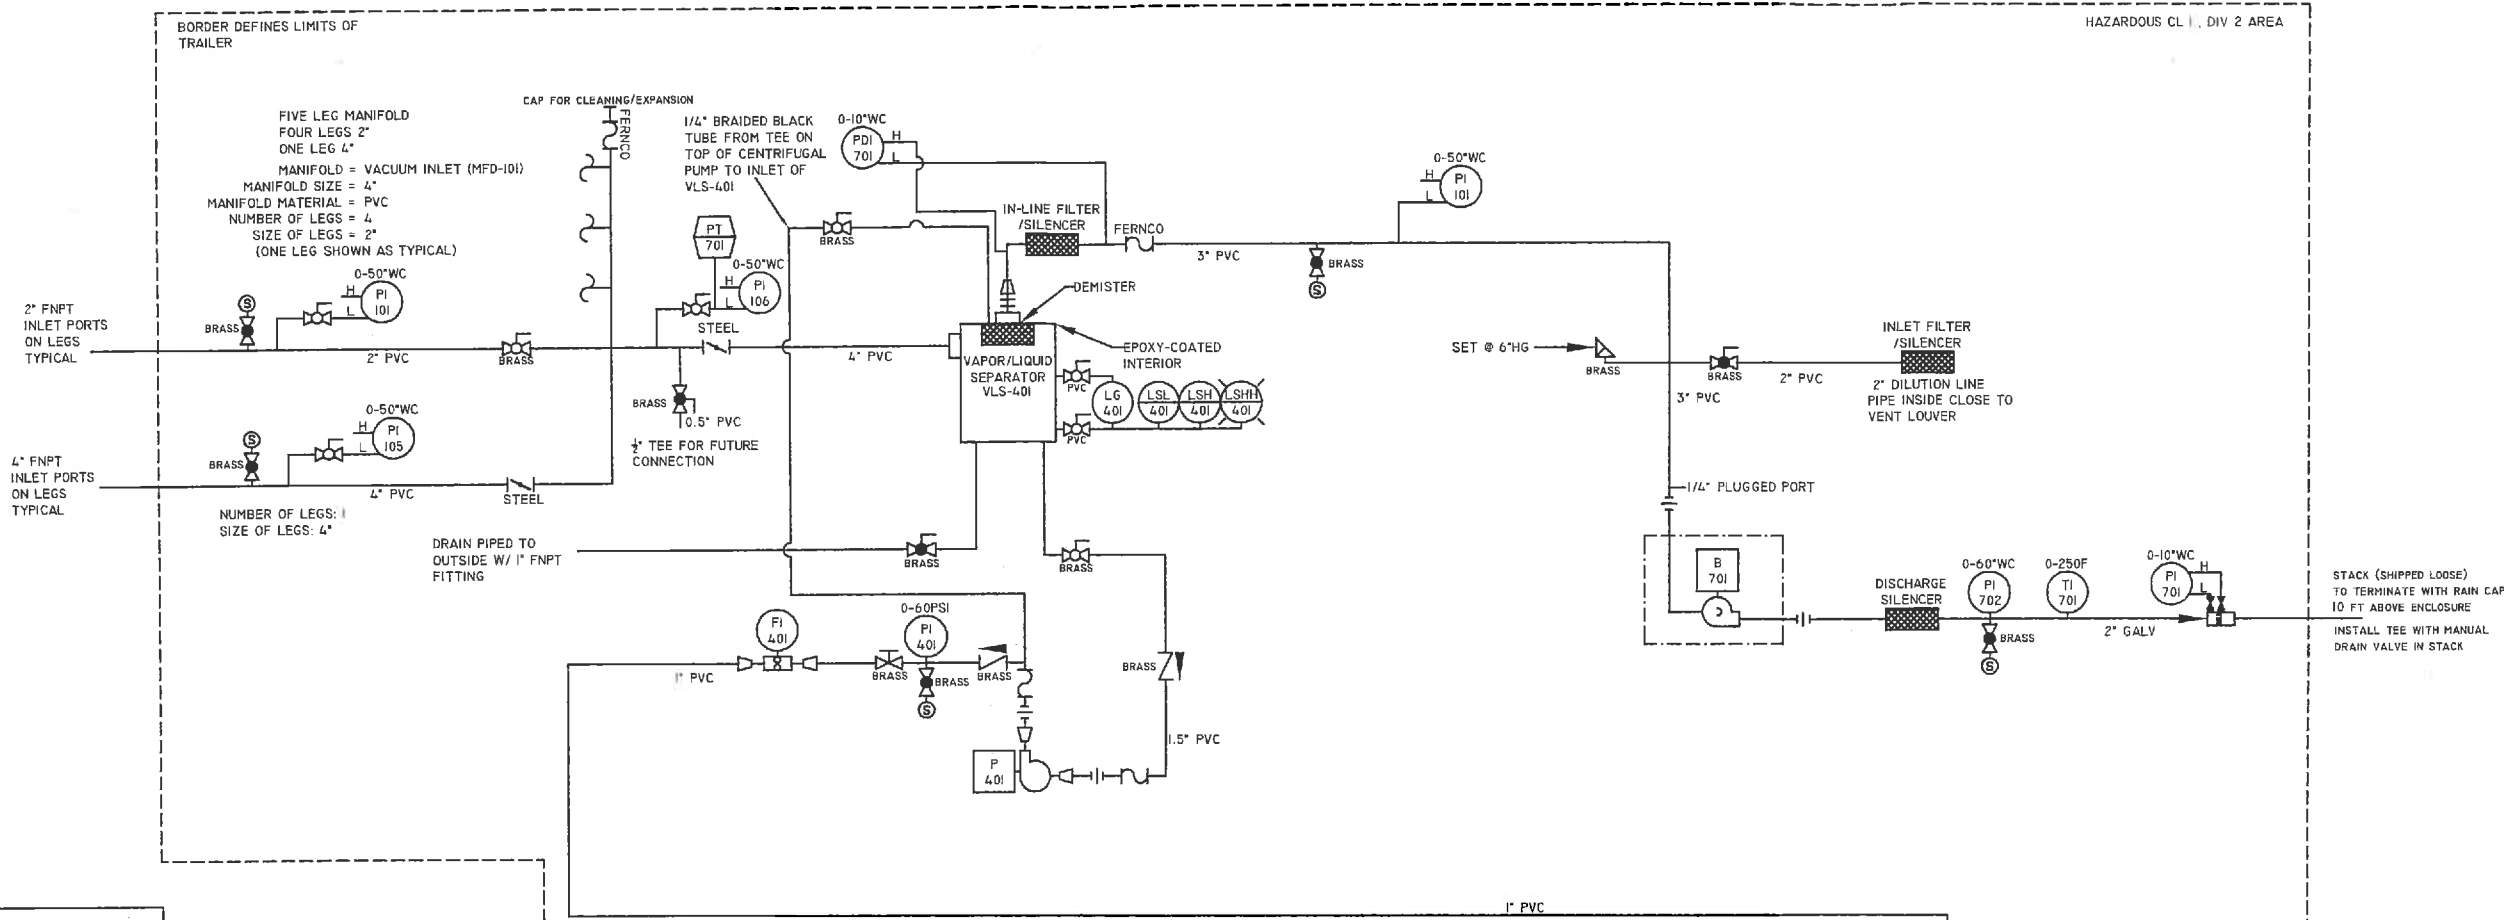 BORDER DEFINES LIMITS OF
TRAILER
HAZARDOUS CL I, DIV 2 AREA
CAP FOR CLEANING/EXPANSION
FERNCO
FIVE LEG MANIFOLD
FOUR LEGS 2"
ONE LEG 4"
MANIFOLD = VACUUM INLET (MFD-101)
MANIFOLD SIZE = 4"
MANIFOLD MATERIAL = PVC
NUMBER OF LEGS = 4
SIZE OF LEGS = 2"
(ONE LEG SHOWN AS TYPICAL)
1/4" BRAIDED BLACK
TUBE FROM TEE ON
TOP OF CENTRIFUGAL
PUMP TO INLET OF
VLS-401
0-10"WC
PDI
701
H
L
BRASS
IN-LINE FILTER
/SILENCER
FERNCO
3" PVC
BRASS
S
0-50"WC
H
L
PI
101
PT
701
0-50"WC
H
L
PI
106
STEEL
4" PVC
0-50"WC
H
L
PI
101
2" FNPT
INLET PORTS
ON LEGS
TYPICAL
S
BRASS
2" PVC
BRASS
BRASS
0.5" PVC
½" TEE FOR FUTURE
CONNECTION
DEMISTER
EPOXY-COATED
INTERIOR
VAPOR/LIQUID
SEPARATOR
VLS-401
PVC
PVC
LG
401
LSL
401
LSH
401
LSHH
401
SET @ 6"HG
BRASS
BRASS
2" PVC
INLET FILTER
/SILENCER
2" DILUTION LINE
PIPE INSIDE CLOSE TO
VENT LOUVER
3" PVC
1/4" PLUGGED PORT
0-50"WC
H
L
PI
105
4" FNPT
INLET PORTS
ON LEGS
TYPICAL
S
BRASS
4" PVC
STEEL
NUMBER OF LEGS: 1
SIZE OF LEGS: 4"
DRAIN PIPED TO
OUTSIDE W/ 1" FNPT
FITTING
BRASS
BRASS
BRASS
1.5" PVC
FI
401
0-60PSI
PI
401
1" PVC
BRASS
BRASS
BRASS
S
P
401
B
701
DISCHARGE
SILENCER
0-60"WC
PI
702
BRASS
S
0-250F
TI
701
2" GALV
0-10"WC
PI
701
H
L
STACK (SHIPPED LOOSE)
TO TERMINATE WITH RAIN CAP
10 FT ABOVE ENCLOSURE
INSTALL TEE WITH MANUAL
DRAIN VALVE IN STACK
1" PVC